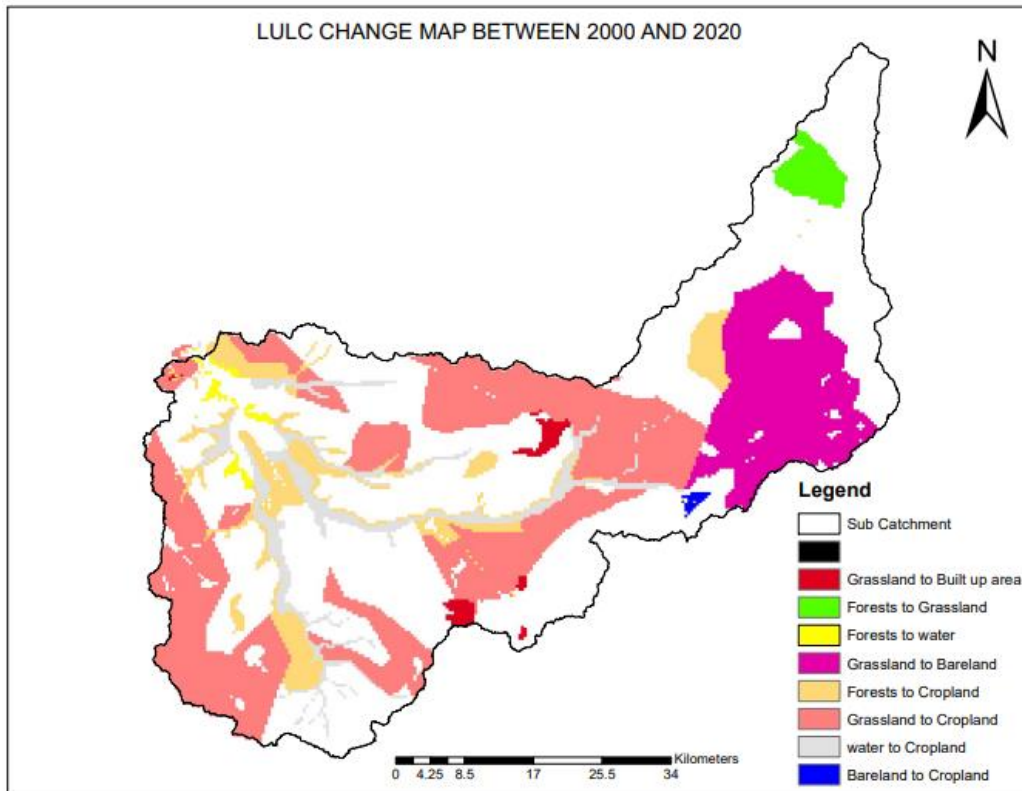 LULC CHANGE MAP BETWEEN 2000 AND 2020
N
Legend
Sub Catchment
Grassland to Built up area
Forests to Grassland
Forests to water
Grassland to Bareland
Forests to Cropland
Grassland to Cropland
water to Cropland
Bareland to Cropland
Kilometers
0 4.25 8.5 17 25.5 34